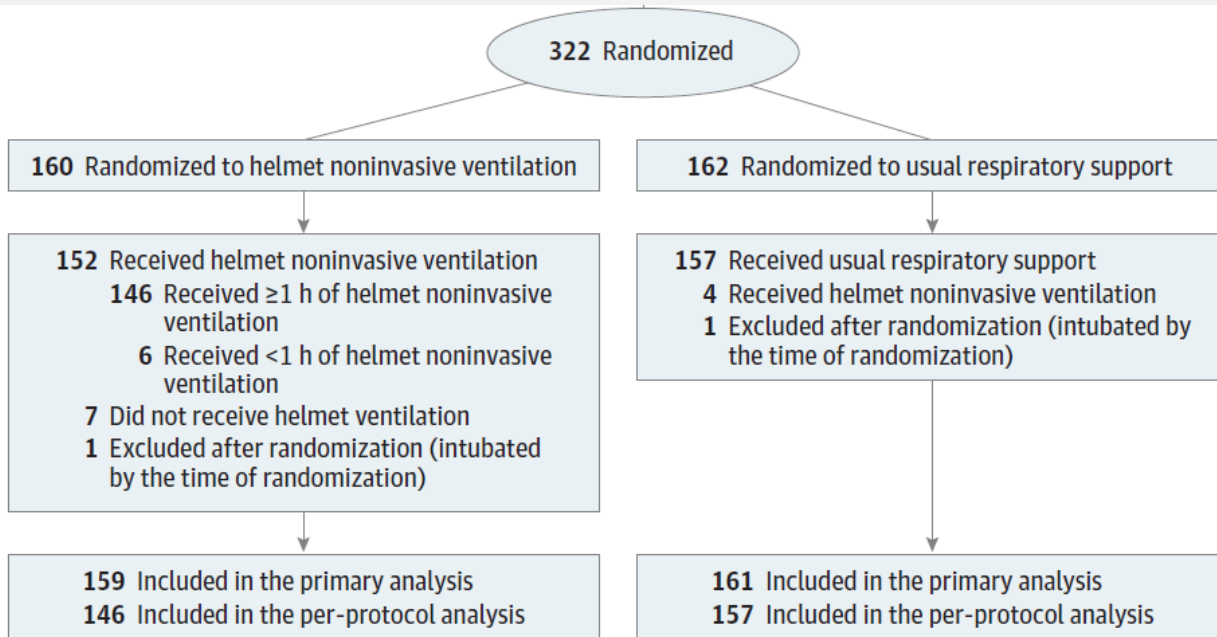 322 Randomized
160 Randomized to helmet noninvasive ventilation
162 Randomized to usual respiratory support
152 Received helmet noninvasive ventilation
146 Received ≥1 h of helmet noninvasive
ventilation
6 Received <1 h of helmet noninvasive
ventilation
7 Did not receive helmet ventilation
1 Excluded after randomization (intubated
by the time of randomization)
157 Received usual respiratory support
4 Received helmet noninvasive ventilation
1 Excluded after randomization (intubated by
the time of randomization)
159 Included in the primary analysis
146 Included in the per-protocol analysis
161 Included in the primary analysis
157 Included in the per-protocol analysis